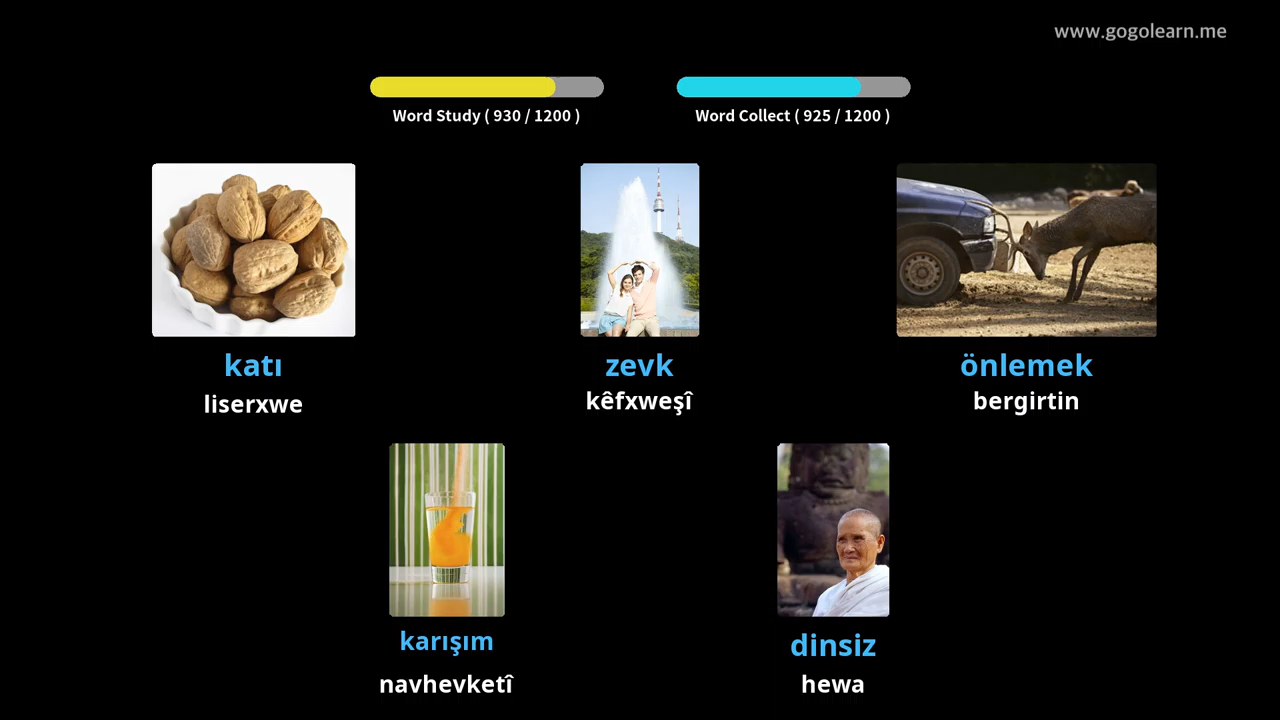 www.gogolearn.me
Word Study ( 930 / 1200 )
Word Collect ( 925 / 1200 )
katı
liserxwe
zevk
kêfxweşî
önlemek
bergirtin
karışım
navhevketî
dinsiz
hewa